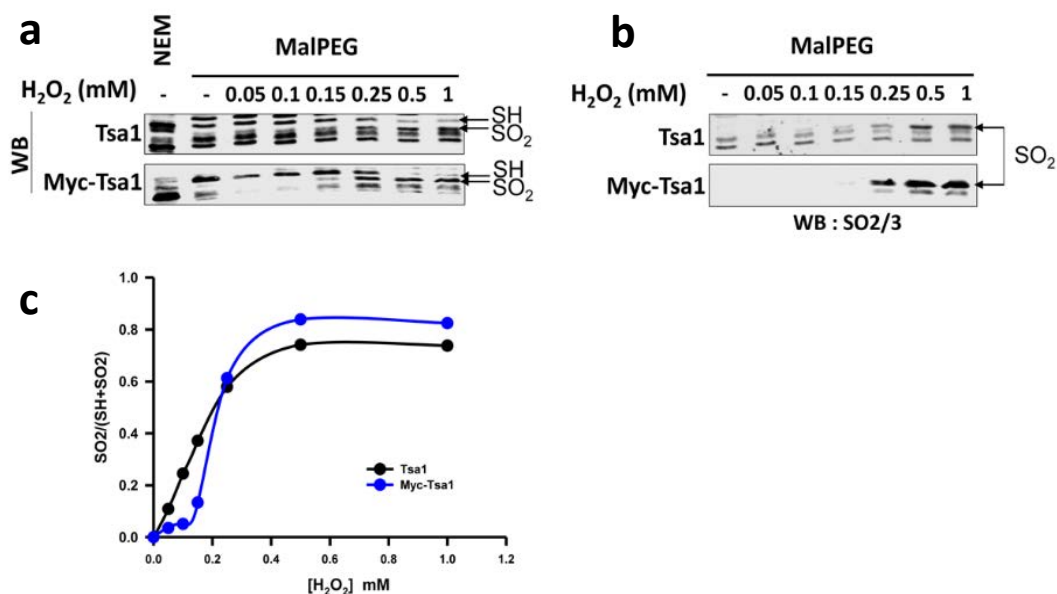 a
NEM
MalPEG
H₂O₂ (mM) - - 0.05 0.1 0.15 0.25 0.5 1
WB
Tsa1
SH
SO₂
Myc-Tsa1
SH
SO₂
b
MalPEG
H₂O₂ (mM) - 0.05 0.1 0.15 0.25 0.5 1
Tsa1
SO₂
Myc-Tsa1
WB : SO2/3
c
SO2/(SH+SO2)
1.0
0.8
0.6
0.4
0.2
0.0
Tsa1
Myc-Tsa1
0.0 0.2 0.4 0.6 0.8 1.0 1.2
[H₂O₂] mM